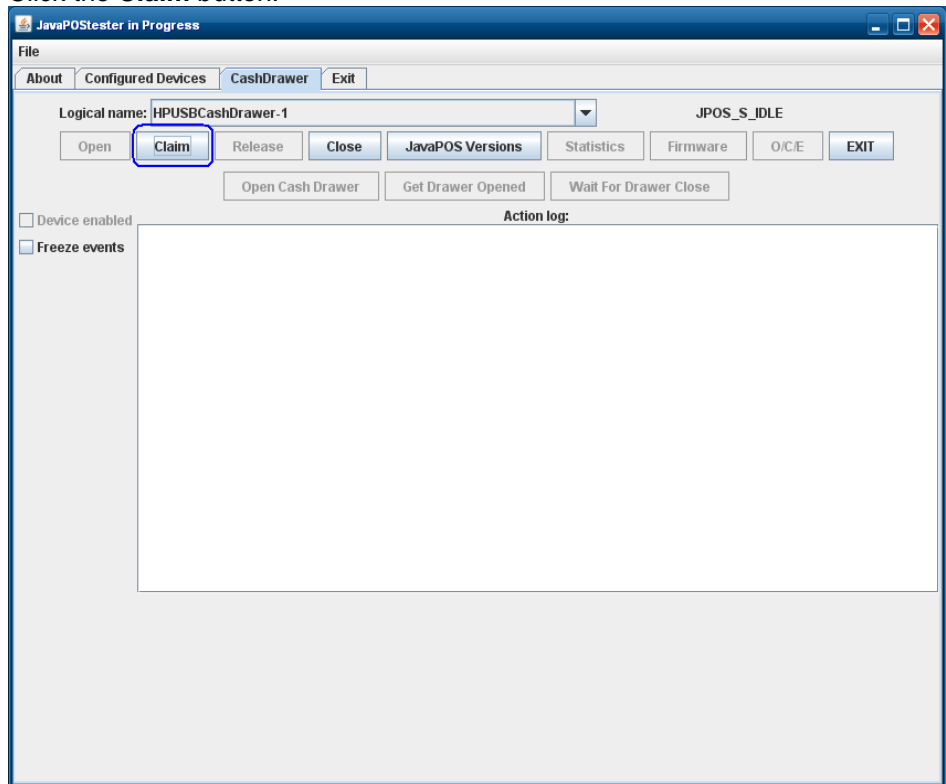 Click the Claim button.
JavaPOStester in Progress
File
About Configured Devices CashDrawer Exit
Logical name: HPUSBCashDrawer-1 JPOS_S_IDLE
Open Claim Release Close JavaPOS Versions Statistics Firmware O/C/E EXIT
Open Cash Drawer Get Drawer Opened Wait For Drawer Close
Device enabled Action log:
Freeze events